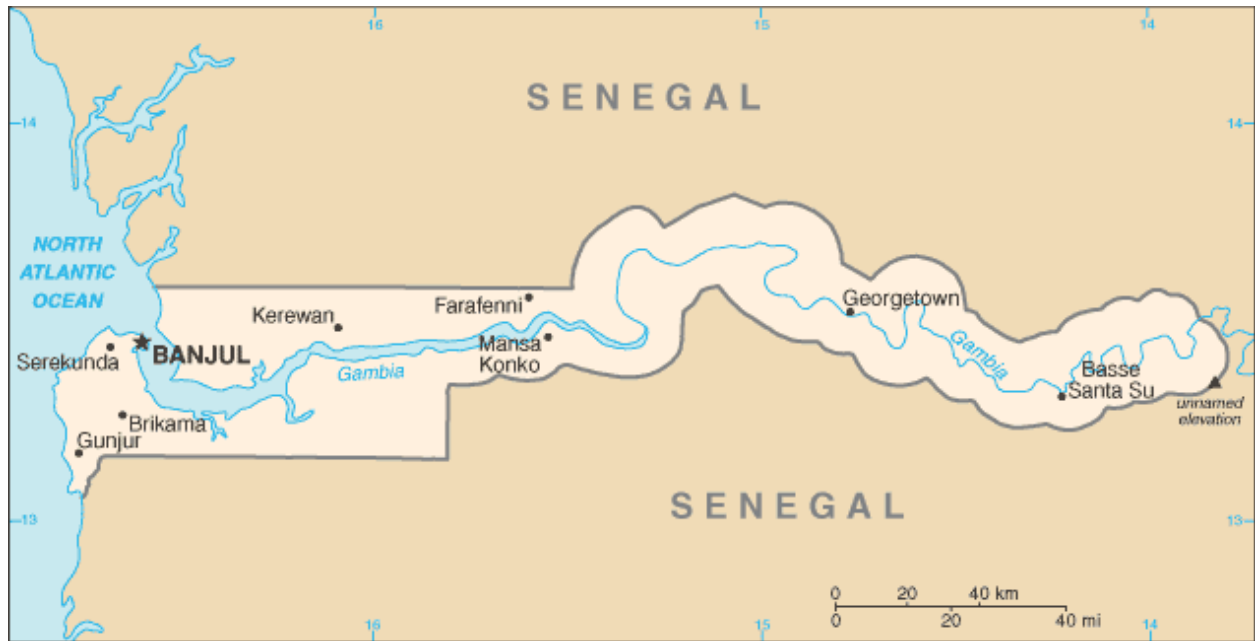 16 15 14
SENEGAL
14 14
NORTH
ATLANTIC
OCEAN
Farafenni
Georgetown
Kerewan
Mansa
Konko
Serekunda
BANJUL
Gambia
Gambia
Basse
Santa Su
unnamed
elevation
Brikama
Gunjur
SENEGAL
13 13
0 20 40 km
0 20 40 mi
16 15 14